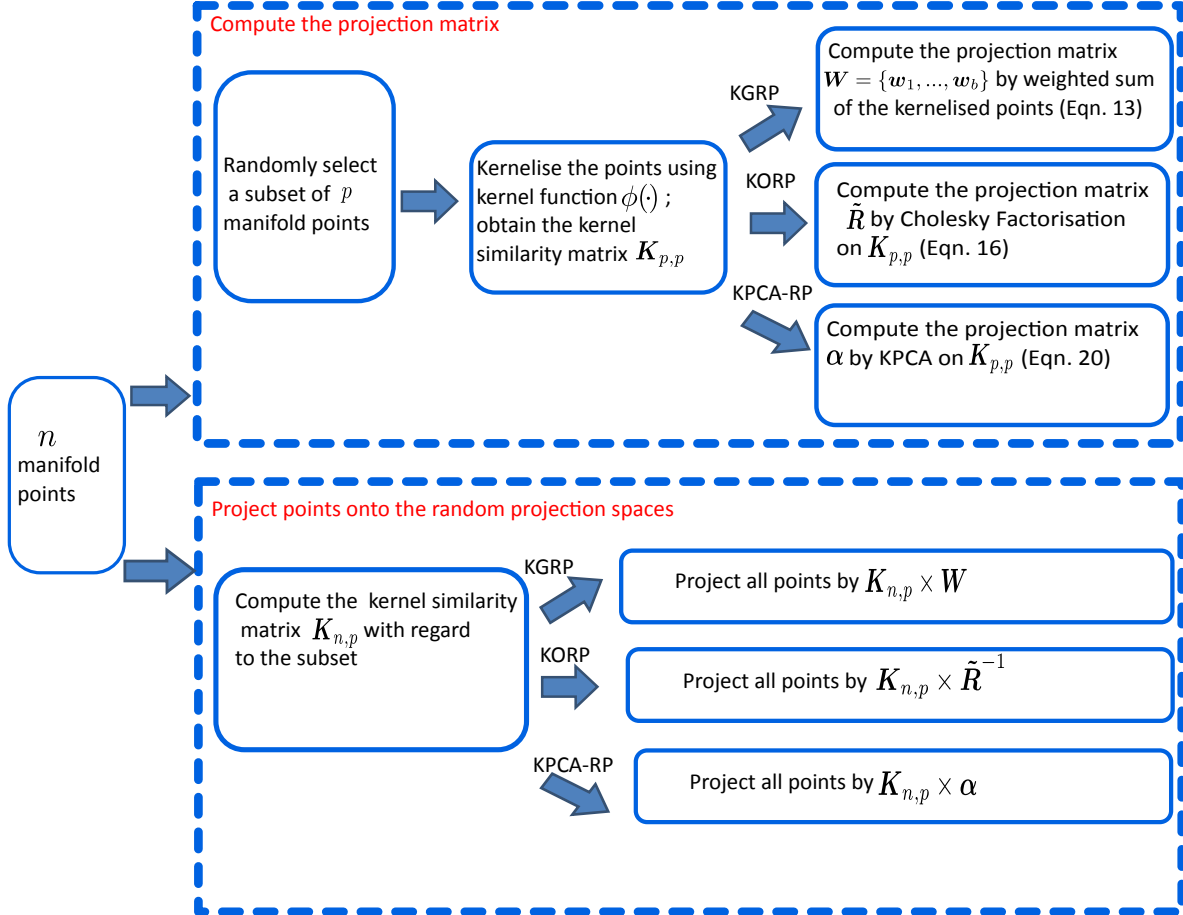 Compute the projection matrix
Randomly select
a subset of p
manifold points
Kernelise the points using
kernel function ϕ(·) ;
obtain the kernel
similarity matrix K_{p,p}
KGRP
Compute the projection matrix
W = {w_1, ..., w_b} by weighted sum
of the kernelised points (Eqn. 13)
KORP
Compute the projection matrix
R̃ by Cholesky Factorisation
on K_{p,p} (Eqn. 16)
KPCA-RP
Compute the projection matrix
α by KPCA on K_{p,p} (Eqn. 20)
n
manifold
points
Project points onto the random projection spaces
Compute the kernel similarity
matrix K_{n,p} with regard
to the subset
KGRP
Project all points by K_{n,p} × W
KORP
Project all points by K_{n,p} × R̃^{-1}
KPCA-RP
Project all points by K_{n,p} × α